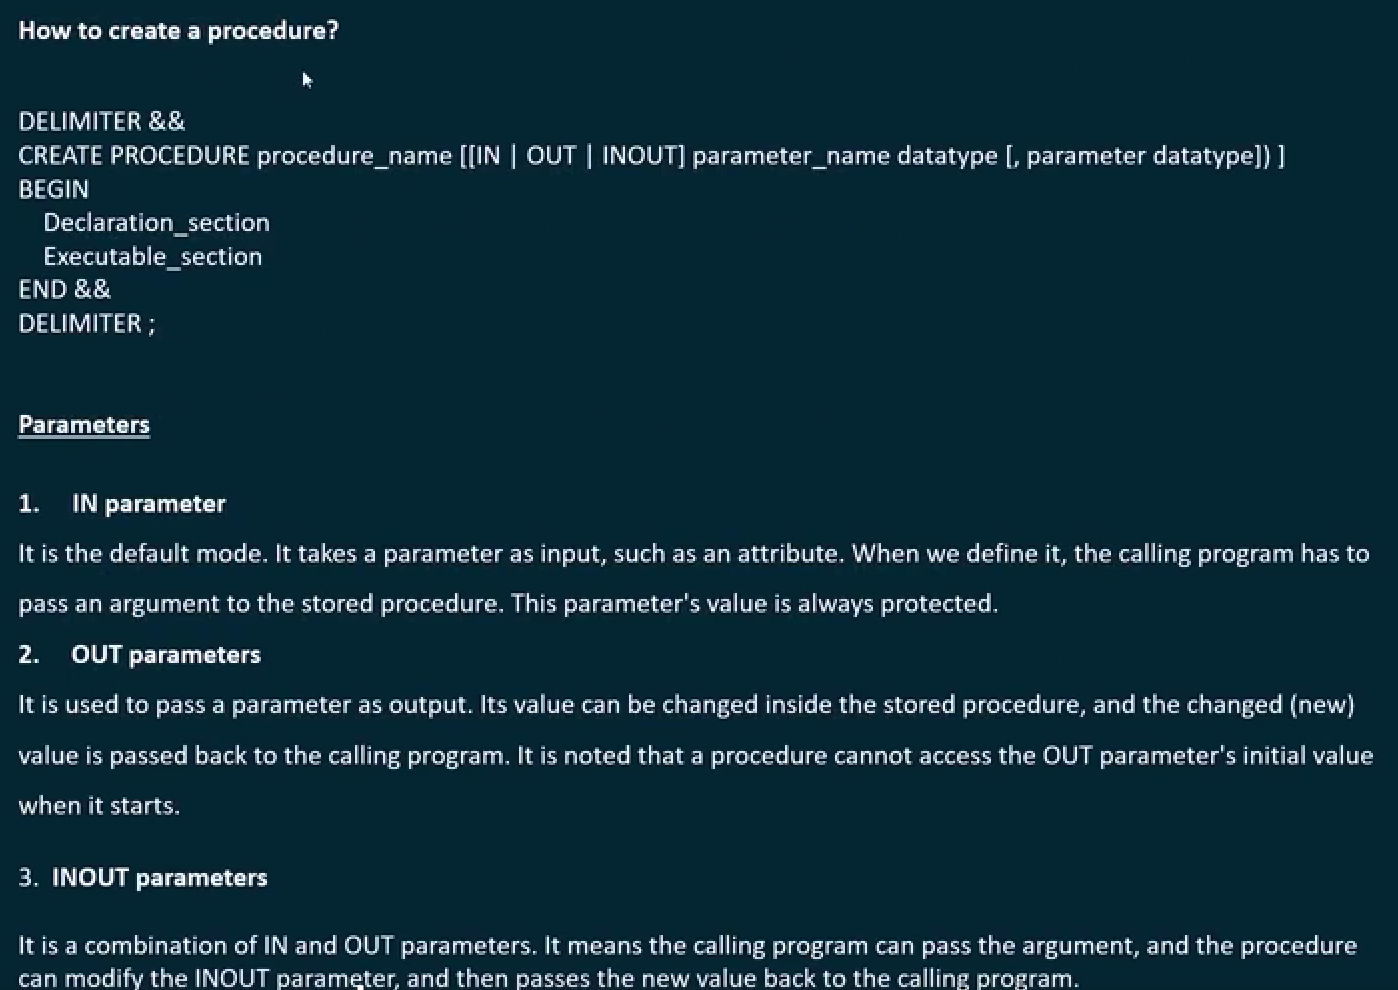 How to create a procedure?
DELIMITER &&
CREATE PROCEDURE procedure_name [[IN | OUT | INOUT] parameter_name datatype [, parameter datatype]) ]
BEGIN
Declaration_section
Executable_section
END &&
DELIMITER ;
Parameters
1. IN parameter
It is the default mode. It takes a parameter as input, such as an attribute. When we define it, the calling program has to
pass an argument to the stored procedure. This parameter's value is always protected.
2. OUT parameters
It is used to pass a parameter as output. Its value can be changed inside the stored procedure, and the changed (new)
value is passed back to the calling program. It is noted that a procedure cannot access the OUT parameter's initial value
when it starts.
3. INOUT parameters
It is a combination of IN and OUT parameters. It means the calling program can pass the argument, and the procedure
can modify the INOUT parameter, and then passes the new value back to the calling program.